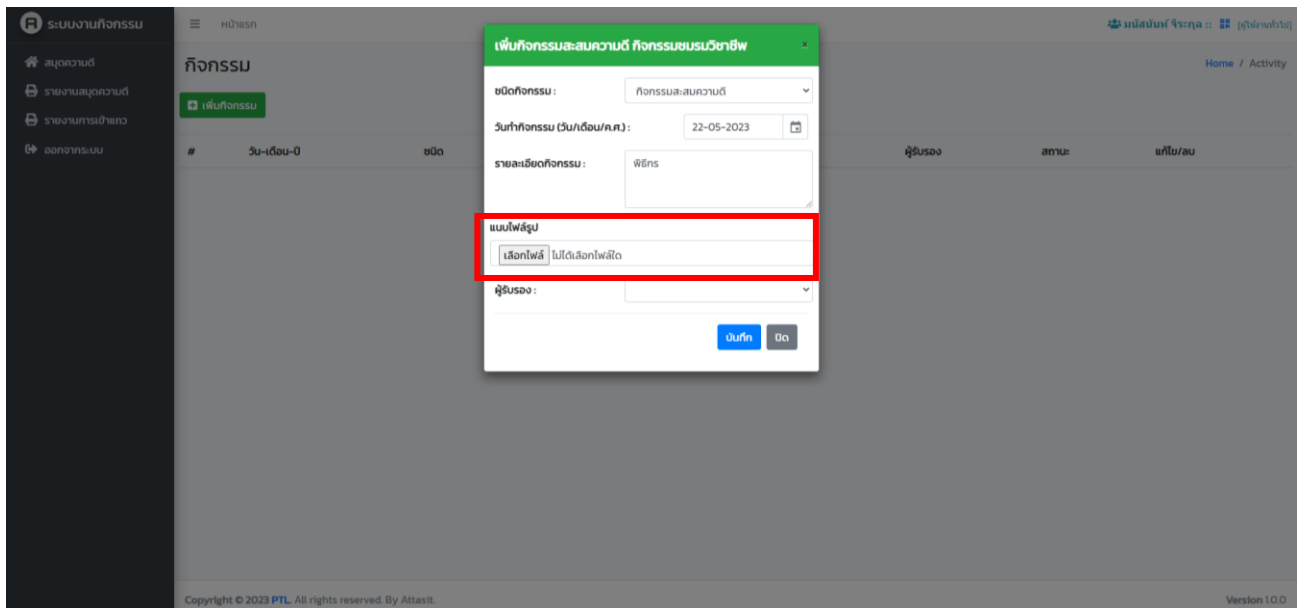 ระบบงานกิจกรรม
หน้าแรก
มนัสนันท์ จิระกุล :: [ผู้ใช้งานทั่วไป]
สมุดความดี
รายงานสมุดความดี
รายงานการเข้าแถว
ออกจากระบบ
กิจกรรม
Home / Activity
เพิ่มกิจกรรม
# วัน-เดือน-ปี ชนิด ผู้รับรอง สถานะ แก้ไข/ลบ
เพิ่มกิจกรรมสะสมความดี กิจกรรมชมรมวิชาชีพ ×
ชนิดกิจกรรม : กิจกรรมสะสมความดี
วันทำกิจกรรม (วัน/เดือน/ค.ศ.) : 22-05-2023
รายละเอียดกิจกรรม : พิธีกร
แนบไฟล์รูป
เลือกไฟล์ ไม่ได้เลือกไฟล์ใด
ผู้รับรอง :
บันทึก ปิด
Copyright © 2023 PTL. All rights reserved. By Attasit. Version 1.0.0